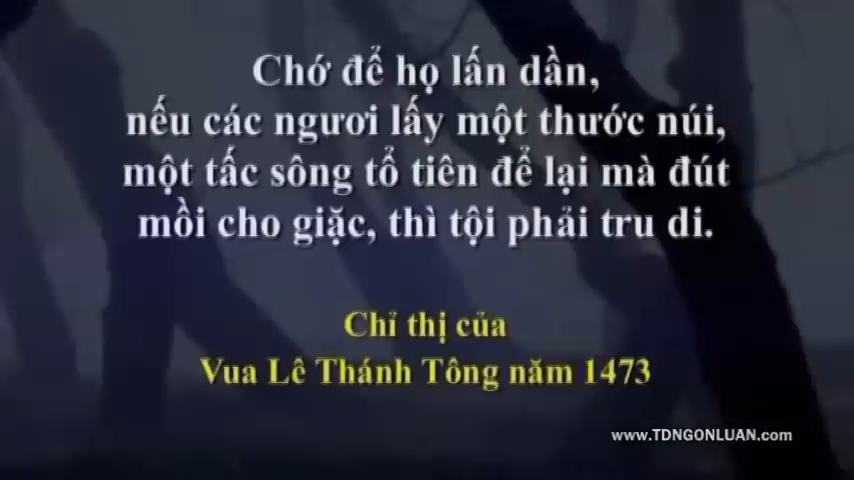 Chớ để họ lấn dần,
nếu các ngươi lấy một thước núi,
một tấc sông tổ tiên để lại mà đút
mồi cho giặc, thì tội phải tru di.
Chỉ thị của
Vua Lê Thánh Tông năm 1473
www.TDNGONLUAN.com